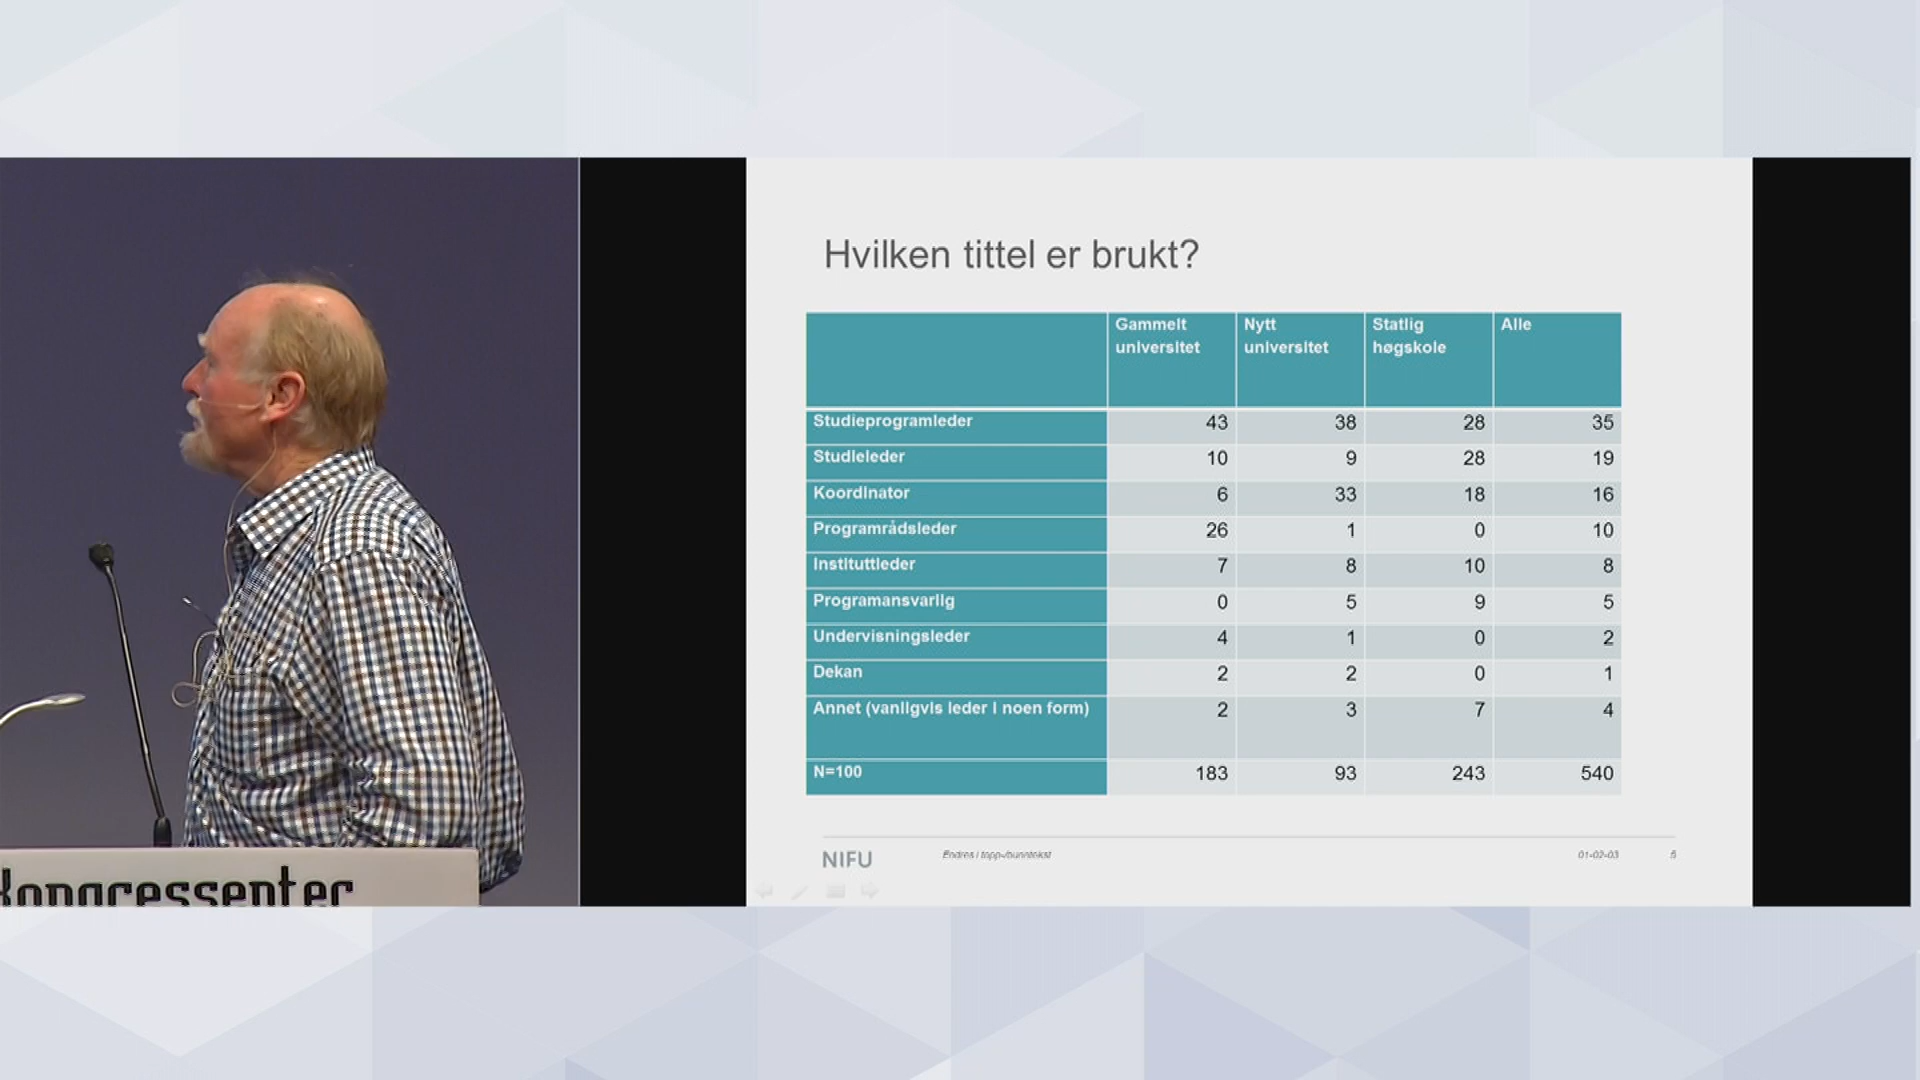 Hvilken tittel er brukt?
Gammelt universitet Nytt universitet Statlig høgskole Alle
Studieprogramleder 43 38 28 35
Studieleder 10 9 28 19
Koordinator 6 33 18 16
Programrådsleder 26 1 0 10
Instituttleder 7 8 10 8
Programansvarlig 0 5 9 5
Undervisningsleder 4 1 0 2
Dekan 2 2 0 1
Annet (vanligvis leder i noen form) 2 3 7 4
N=100 183 93 243 540
NIFU Endres i topp-/bunntekst 01-02-03 5
Kongressenter